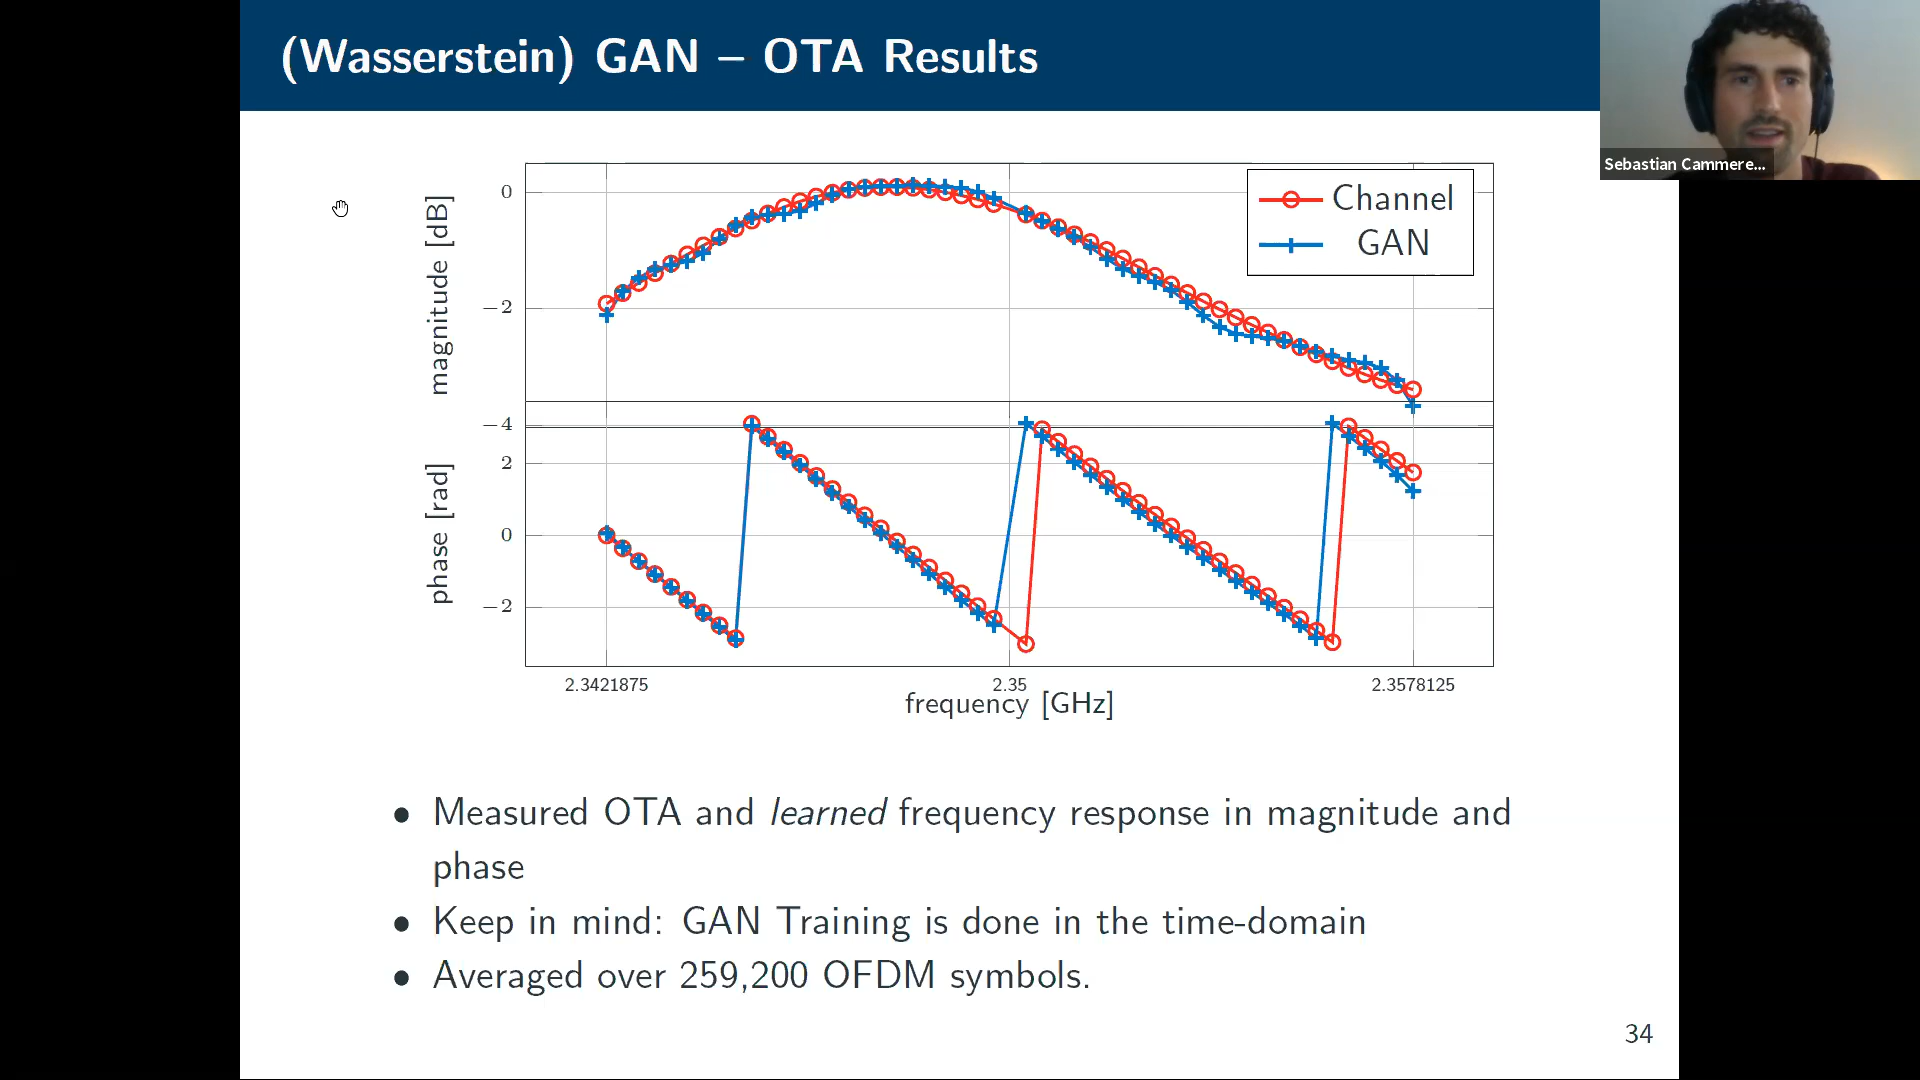 (Wasserstein) GAN – OTA Results
Sebastian Cammere...
magnitude [dB]
0
−2
−4
Channel
GAN
phase [rad]
2
0
−2
2.3421875
2.35
2.3578125
frequency [GHz]
• Measured OTA and learned frequency response in magnitude and
phase
• Keep in mind: GAN Training is done in the time-domain
• Averaged over 259,200 OFDM symbols.
34